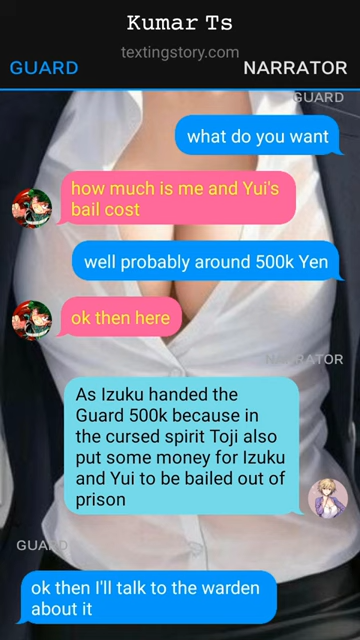 Kumar Ts
textingstory.com
GUARD
NARRATOR
GUARD
what do you want
how much is me and Yui's
bail cost
well probably around 500k Yen
ok then here
NARRATOR
As Izuku handed the
Guard 500k because in
the cursed spirit Toji also
put some money for Izuku
and Yui to be bailed out of
prison
GUARD
ok then I'll talk to the warden
about it